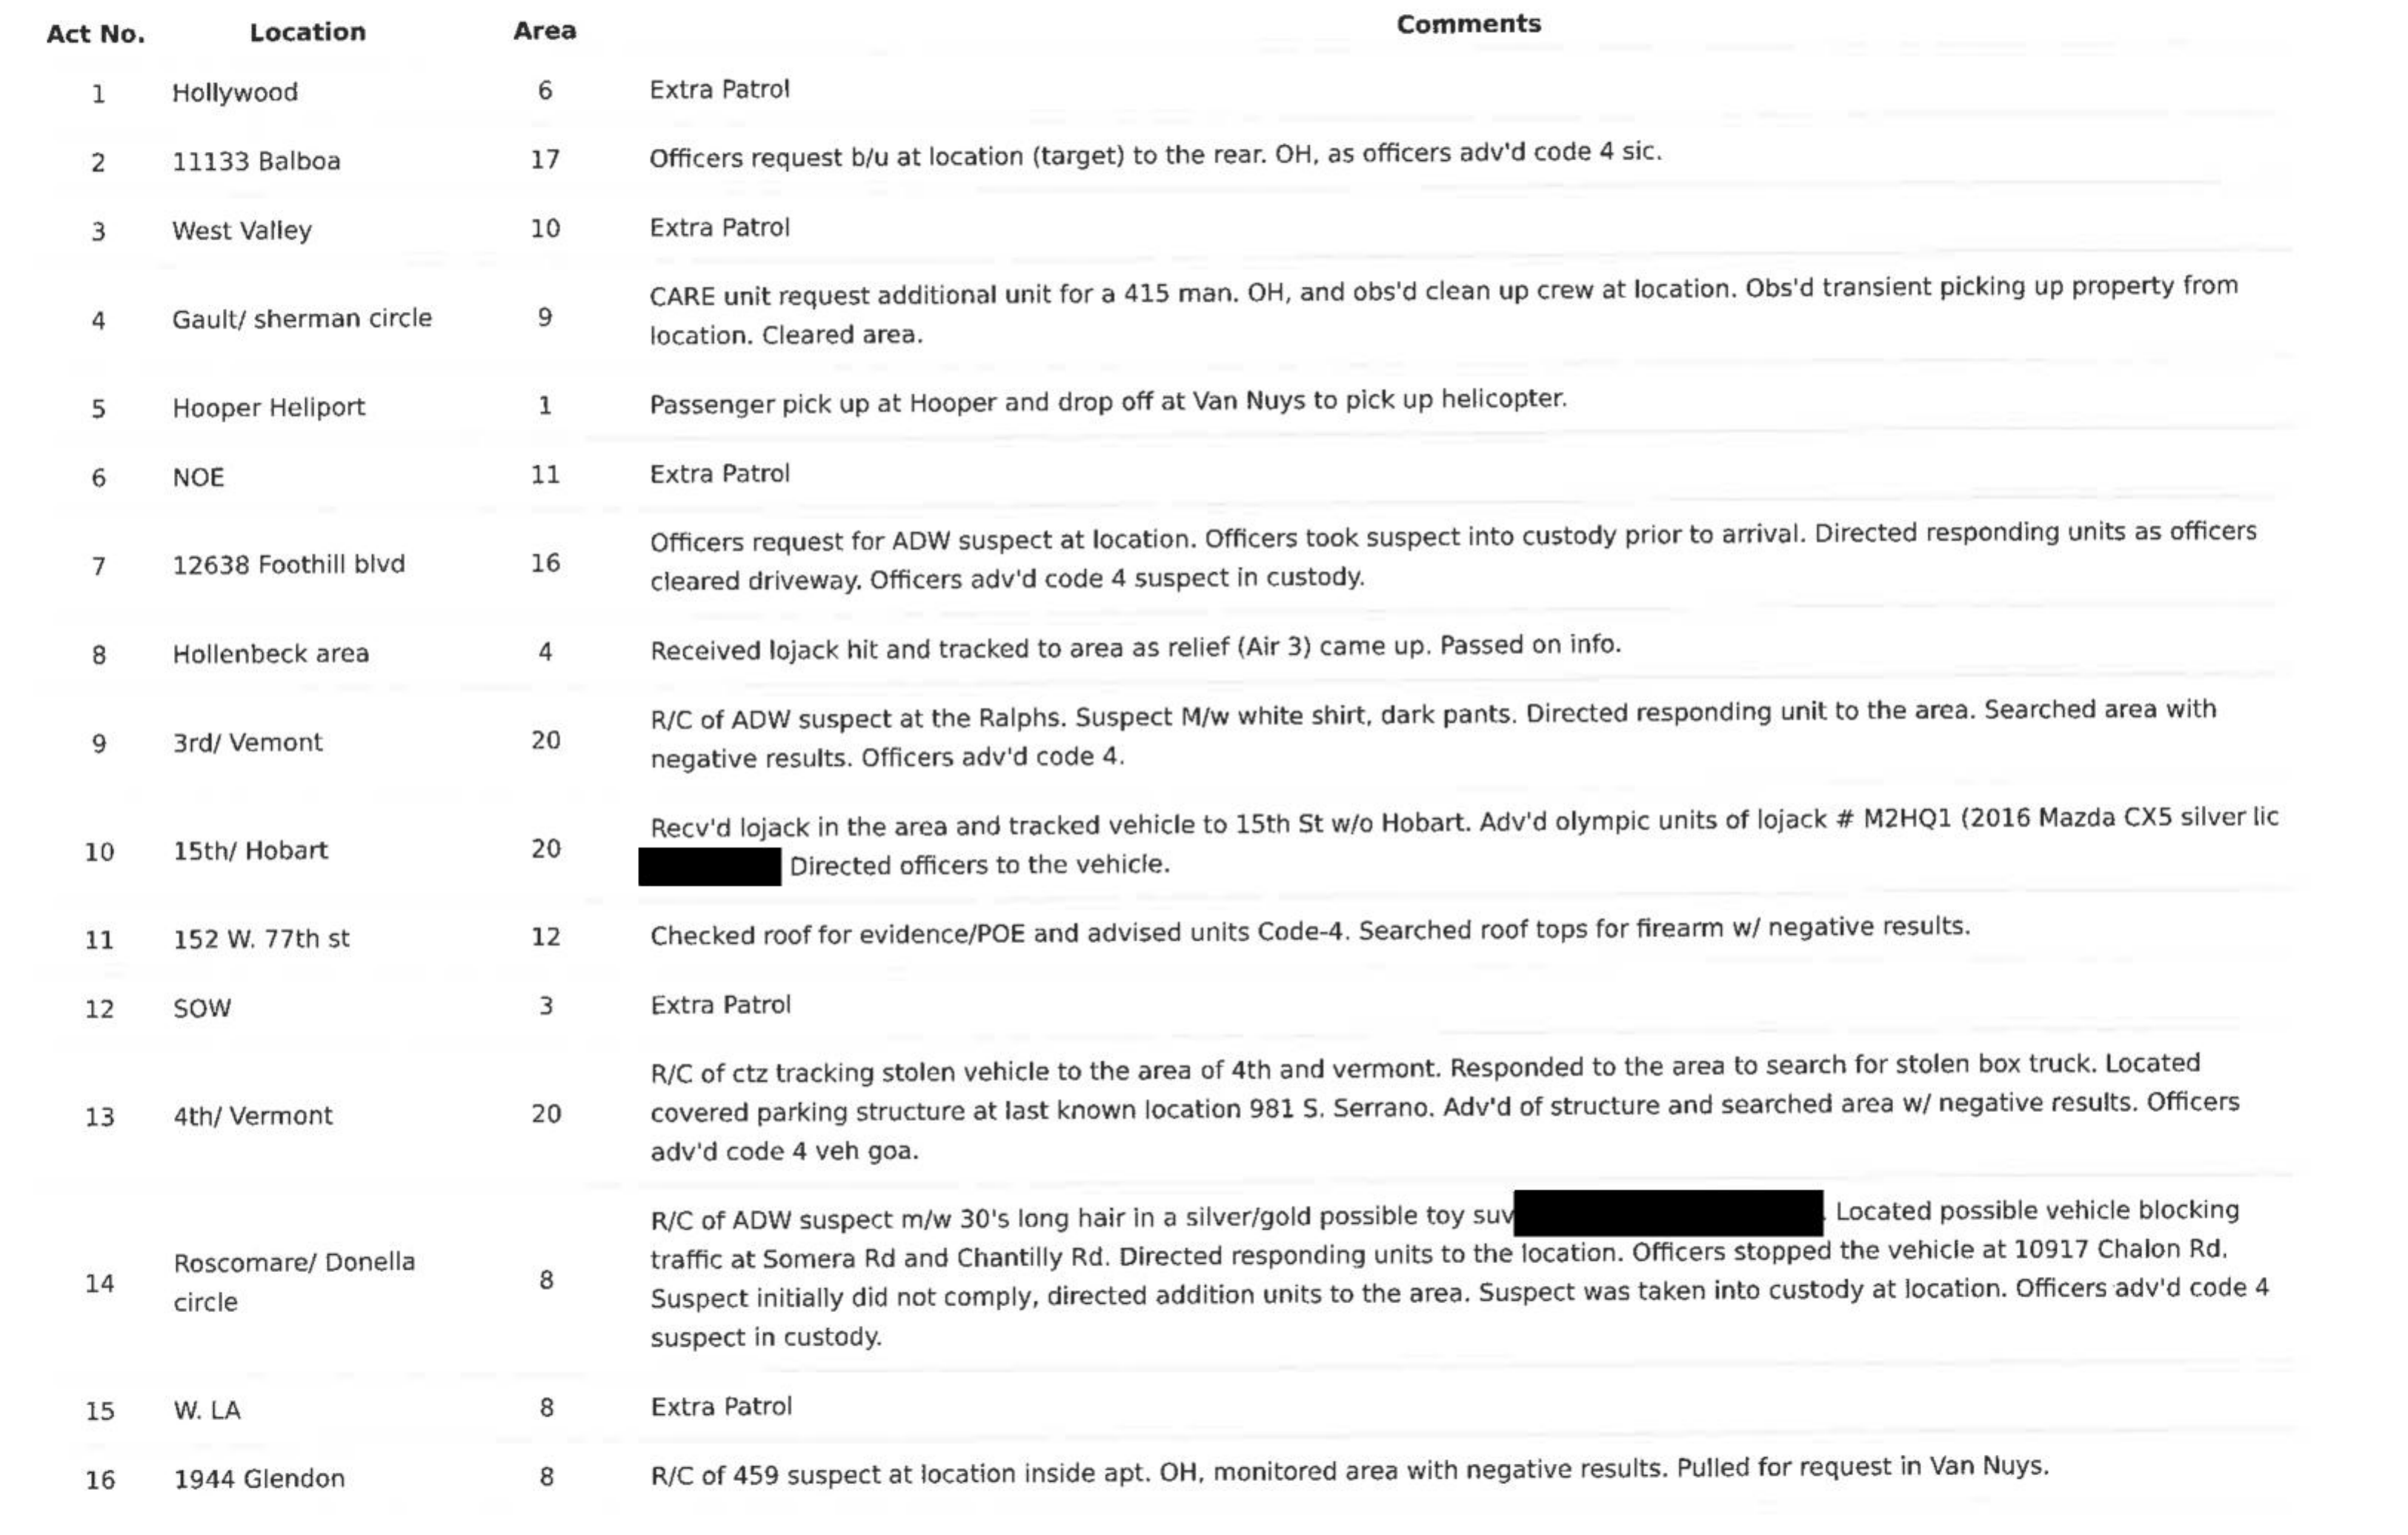 Act No. Location Area Comments
1 Hollywood 6 Extra Patrol
2 11133 Balboa 17 Officers request b/u at location (target) to the rear. OH, as officers adv'd code 4 sic.
3 West Valley 10 Extra Patrol
4 Gault/ sherman circle 9 CARE unit request additional unit for a 415 man. OH, and obs'd clean up crew at location. Obs'd transient picking up property from
location. Cleared area.
5 Hooper Heliport 1 Passenger pick up at Hooper and drop off at Van Nuys to pick up helicopter.
6 NOE 11 Extra Patrol
7 12638 Foothill blvd 16 Officers request for ADW suspect at location. Officers took suspect into custody prior to arrival. Directed responding units as officers
cleared driveway. Officers adv'd code 4 suspect in custody.
8 Hollenbeck area 4 Received lojack hit and tracked to area as relief (Air 3) came up. Passed on info.
9 3rd/ Vemont 20 R/C of ADW suspect at the Ralphs. Suspect M/w white shirt, dark pants. Directed responding unit to the area. Searched area with
negative results. Officers adv'd code 4.
10 15th/ Hobart 20 Recv'd lojack in the area and tracked vehicle to 15th St w/o Hobart. Adv'd olympic units of lojack # M2HQ1 (2016 Mazda CX5 silver lic
Directed officers to the vehicle.
11 152 W. 77th st 12 Checked roof for evidence/POE and advised units Code-4. Searched roof tops for firearm w/ negative results.
12 SOW 3 Extra Patrol
13 4th/ Vermont 20 R/C of ctz tracking stolen vehicle to the area of 4th and vermont. Responded to the area to search for stolen box truck. Located
covered parking structure at last known location 981 S. Serrano. Adv'd of structure and searched area w/ negative results. Officers
adv'd code 4 veh goa.
14 Roscomare/ Donella circle 8 R/C of ADW suspect m/w 30's long hair in a silver/gold possible toy suv Located possible vehicle blocking
traffic at Somera Rd and Chantilly Rd. Directed responding units to the location. Officers stopped the vehicle at 10917 Chalon Rd.
Suspect initially did not comply, directed addition units to the area. Suspect was taken into custody at location. Officers adv'd code 4
suspect in custody.
15 W. LA 8 Extra Patrol
16 1944 Glendon 8 R/C of 459 suspect at location inside apt. OH, monitored area with negative results. Pulled for request in Van Nuys.